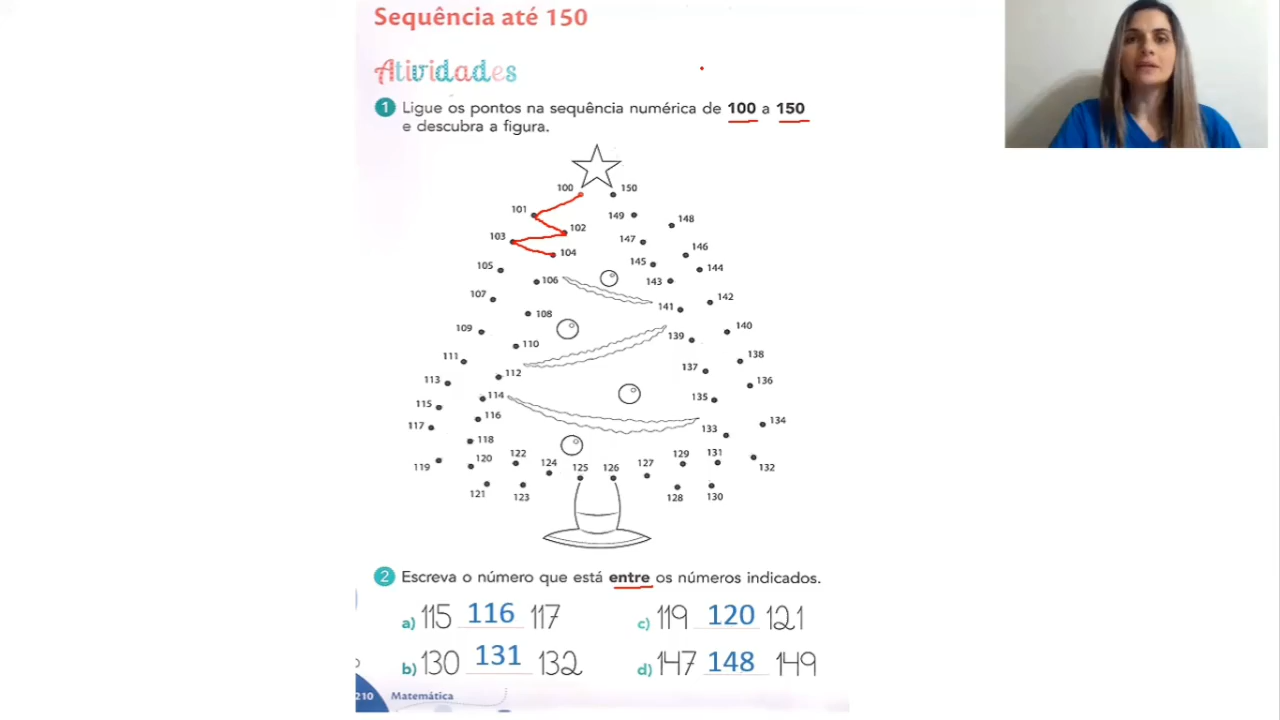 Sequência até 150
Atividades
1 Ligue os pontos na sequência numérica de 100 a 150
e descubra a figura.
100 150
101 149 148
102
103 147 146
104 145 144
105 106 143
107 141 142
108
109 139 140
110
111 138
112 137
113 136
114 135
115 116 134
117 133
118
119 120 122 124 125 126 127 129 131 132
121 123 128 130
2 Escreva o número que está entre os números indicados.
a) 115 116 117 c) 119 120 121
b) 130 131 132 d) 147 148 149
210 Matemática